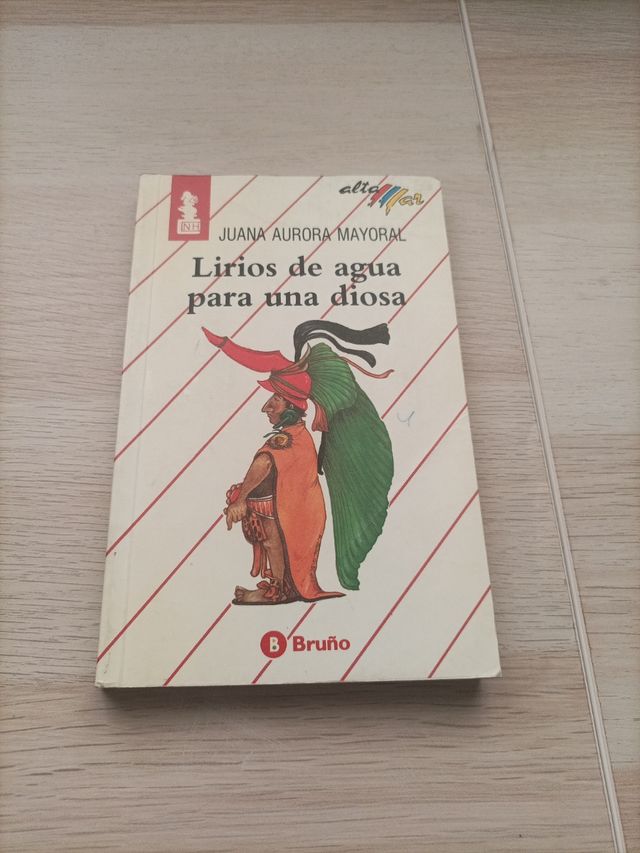 alta mar
JUANA AURORA MAYORAL
Lirios de agua
para una diosa
B Bruño